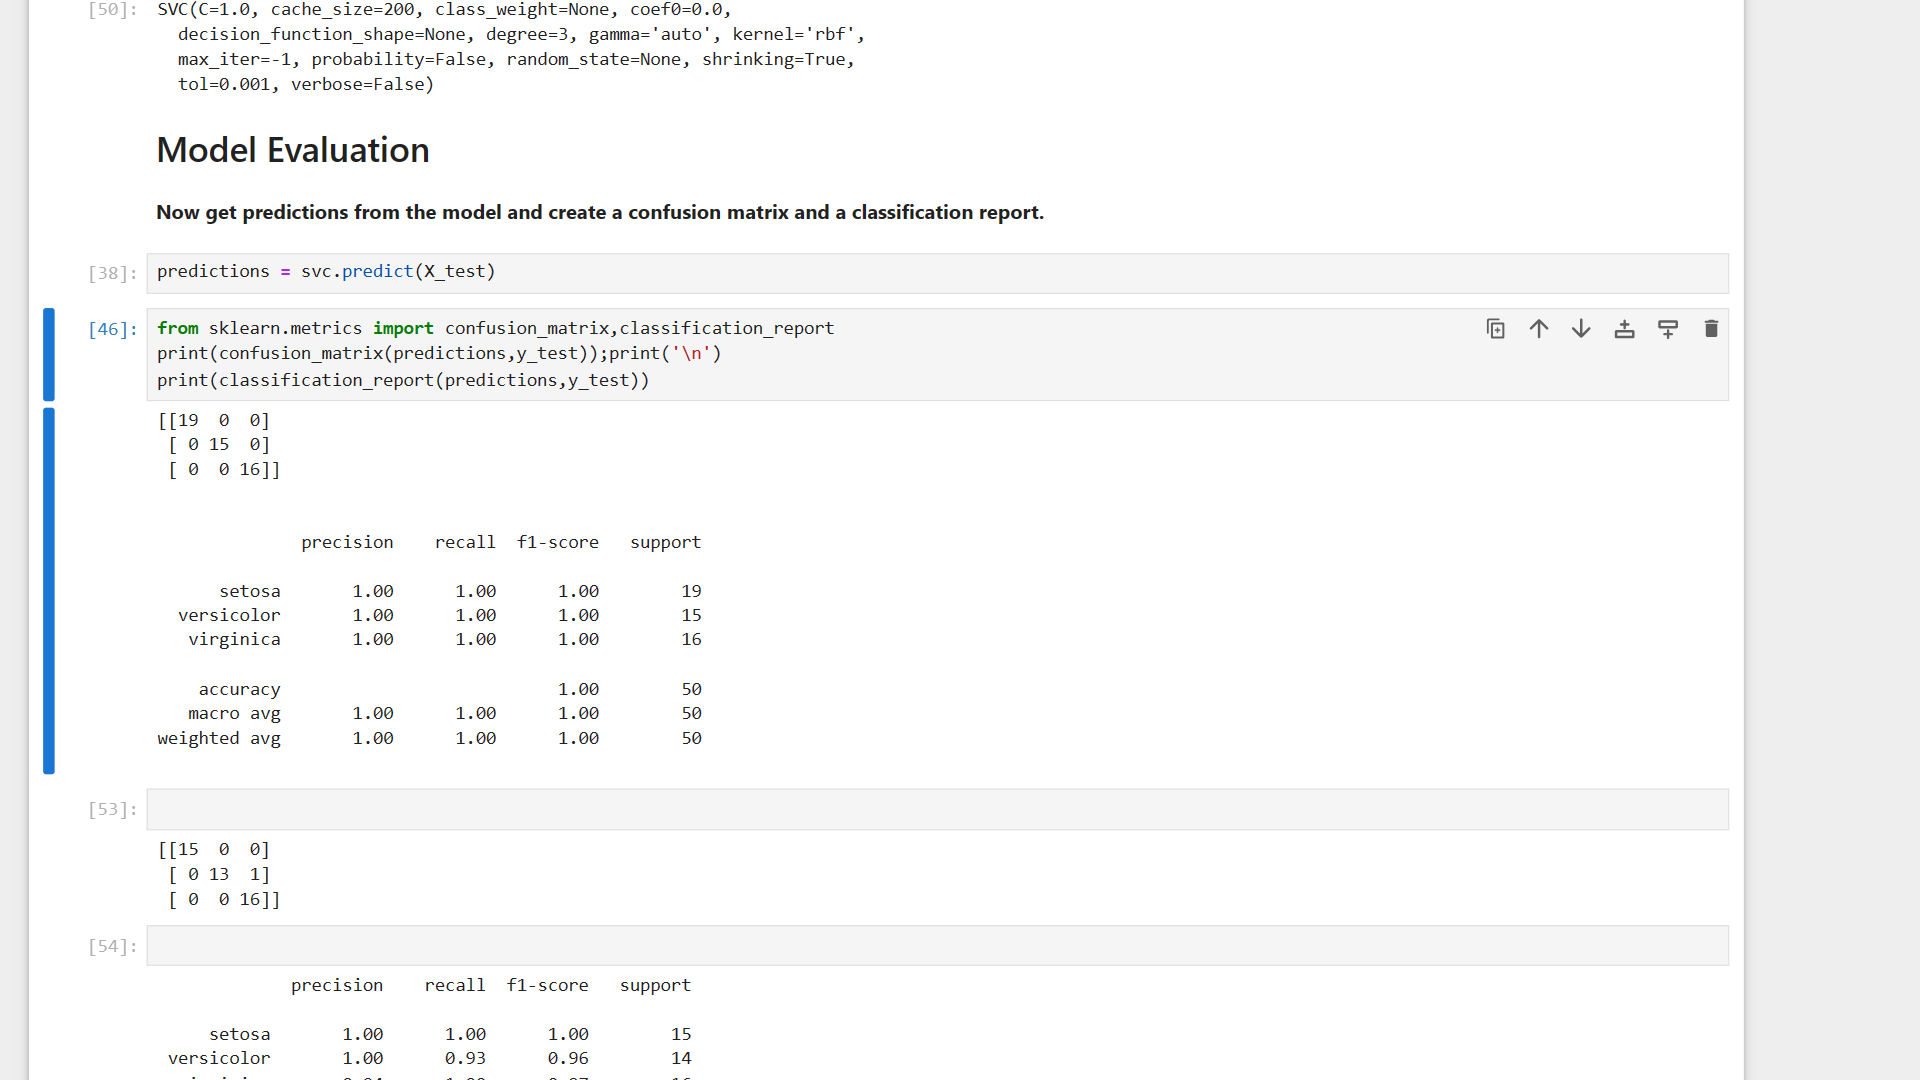 [50]: SVC(C=1.0, cache_size=200, class_weight=None, coef0=0.0,
decision_function_shape=None, degree=3, gamma='auto', kernel='rbf',
max_iter=-1, probability=False, random_state=None, shrinking=True,
tol=0.001, verbose=False)
Model Evaluation
Now get predictions from the model and create a confusion matrix and a classification report.
[38]: predictions = svc.predict(X_test)
[46]: from sklearn.metrics import confusion_matrix,classification_report
print(confusion_matrix(predictions,y_test));print('\n')
print(classification_report(predictions,y_test))
[[19 0 0]
[ 0 15 0]
[ 0 0 16]]
precision recall f1-score support
setosa 1.00 1.00 1.00 19
versicolor 1.00 1.00 1.00 15
virginica 1.00 1.00 1.00 16
accuracy 1.00 50
macro avg 1.00 1.00 1.00 50
weighted avg 1.00 1.00 1.00 50
[53]:
[[15 0 0]
[ 0 13 1]
[ 0 0 16]]
[54]:
precision recall f1-score support
setosa 1.00 1.00 1.00 15
versicolor 1.00 0.93 0.96 14